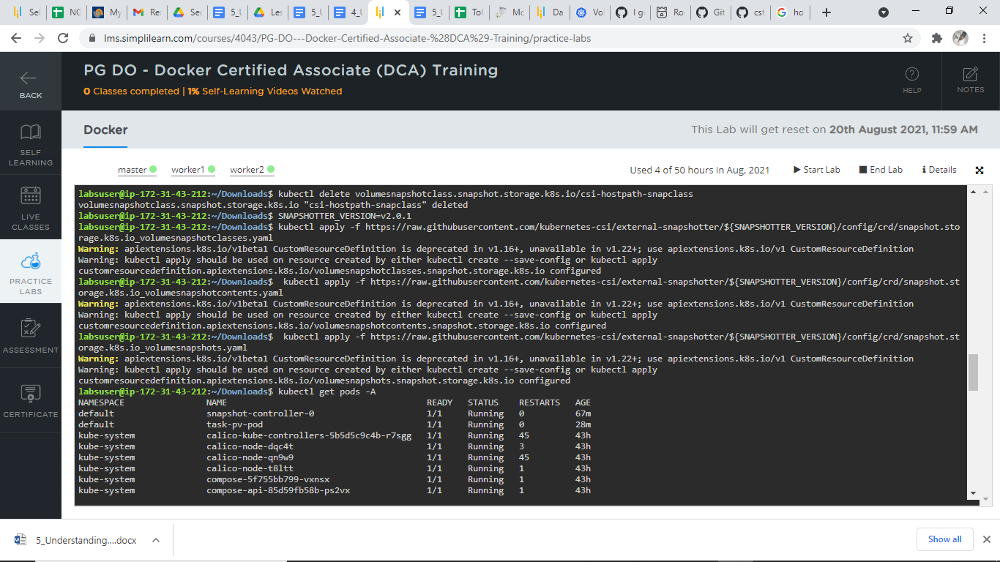 Sel
NG
My
Re:
Sec
5_U
Les
5_U
4_U
5_U
ToC
Mc
Da
Vo
I g
Ro
Git
cst
ho
lms.simplilearn.com/courses/4043/PG-DO---Docker-Certified-Associate-%28DCA%29-Training/practice-labs
BACK
PG DO - Docker Certified Associate (DCA) Training
0 Classes completed | 1% Self-Learning Videos Watched
HELP
NOTES
SELF
LEARNING
LIVE
CLASSES
PRACTICE
LABS
ASSESSMENT
CERTIFICATE
Docker
This Lab will get reset on 20th August 2021, 11:59 AM
master worker1 worker2
Used 4 of 50 hours in Aug, 2021 Start Lab End Lab Details
labsuser@ip-172-31-43-212:~/Downloads$ kubectl delete volumesnapshotclass.snapshot.storage.k8s.io/csi-hostpath-snapclass
volumesnapshotclass.snapshot.storage.k8s.io "csi-hostpath-snapclass" deleted
labsuser@ip-172-31-43-212:~/Downloads$ SNAPSHOTTER_VERSION=v2.0.1
labsuser@ip-172-31-43-212:~/Downloads$ kubectl apply -f https://raw.githubusercontent.com/kubernetes-csi/external-snapshotter/${SNAPSHOTTER_VERSION}/config/crd/snapshot.sto
rage.k8s.io_volumesnapshotclasses.yaml
Warning: apiextensions.k8s.io/v1beta1 CustomResourceDefinition is deprecated in v1.16+, unavailable in v1.22+; use apiextensions.k8s.io/v1 CustomResourceDefinition
Warning: kubectl apply should be used on resource created by either kubectl create --save-config or kubectl apply
customresourcedefinition.apiextensions.k8s.io/volumesnapshotclasses.snapshot.storage.k8s.io configured
labsuser@ip-172-31-43-212:~/Downloads$  kubectl apply -f https://raw.githubusercontent.com/kubernetes-csi/external-snapshotter/${SNAPSHOTTER_VERSION}/config/crd/snapshot.st
orage.k8s.io_volumesnapshotcontents.yaml
Warning: apiextensions.k8s.io/v1beta1 CustomResourceDefinition is deprecated in v1.16+, unavailable in v1.22+; use apiextensions.k8s.io/v1 CustomResourceDefinition
Warning: kubectl apply should be used on resource created by either kubectl create --save-config or kubectl apply
customresourcedefinition.apiextensions.k8s.io/volumesnapshotcontents.snapshot.storage.k8s.io configured
labsuser@ip-172-31-43-212:~/Downloads$  kubectl apply -f https://raw.githubusercontent.com/kubernetes-csi/external-snapshotter/${SNAPSHOTTER_VERSION}/config/crd/snapshot.st
orage.k8s.io_volumesnapshots.yaml
Warning: apiextensions.k8s.io/v1beta1 CustomResourceDefinition is deprecated in v1.16+, unavailable in v1.22+; use apiextensions.k8s.io/v1 CustomResourceDefinition
Warning: kubectl apply should be used on resource created by either kubectl create --save-config or kubectl apply
customresourcedefinition.apiextensions.k8s.io/volumesnapshots.snapshot.storage.k8s.io configured
labsuser@ip-172-31-43-212:~/Downloads$ kubectl get pods -A
NAMESPACE NAME READY STATUS RESTARTS AGE
default snapshot-controller-0 1/1 Running 0 67m
default task-pv-pod 1/1 Running 0 28m
kube-system calico-kube-controllers-5b5d5c9c4b-r7sgg 1/1 Running 45 43h
kube-system calico-node-dqc4t 1/1 Running 3 43h
kube-system calico-node-qn9w9 1/1 Running 45 43h
kube-system calico-node-t8ltt 1/1 Running 1 43h
kube-system compose-5f755bb799-vxnsx 1/1 Running 1 43h
kube-system compose-api-85d59fb58b-ps2vx 1/1 Running 1 43h
5_Understanding....docx
Show all